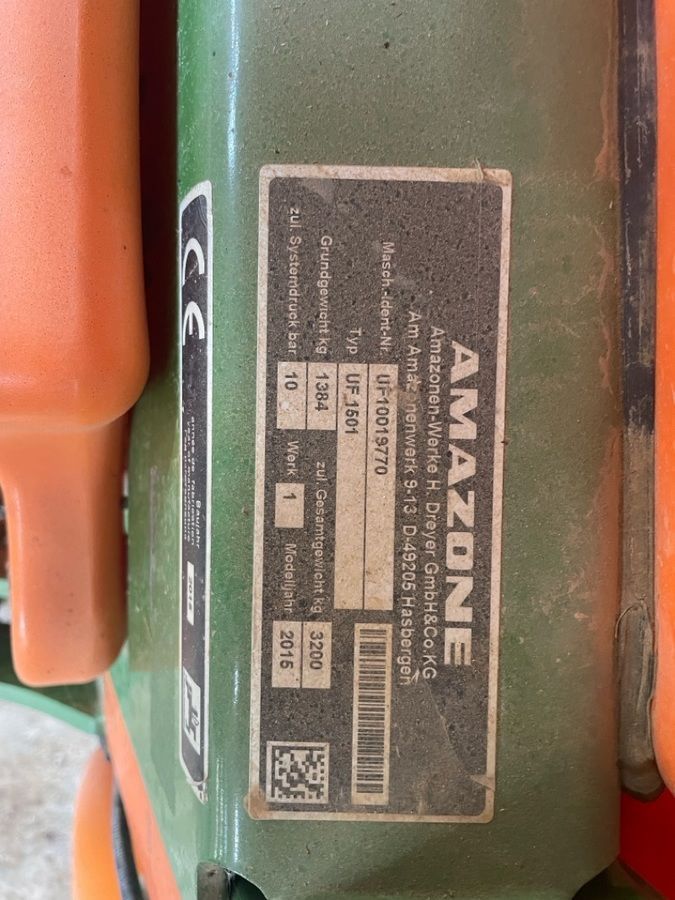 AMAZONE
Amazonen-Werke H. Dreyer GmbH&Co.KG
Am Amazonenwerk 9-13 D-49205 Hasbergen
Masch.-Ident-Nr. UF10019770
Typ UF 1501
Grundgewicht kg 1384 zul. Gesamtgewicht kg 3200
zul. Systemdruck bar 10 Werk 1 Modelljahr 2015
CE
Baujahr